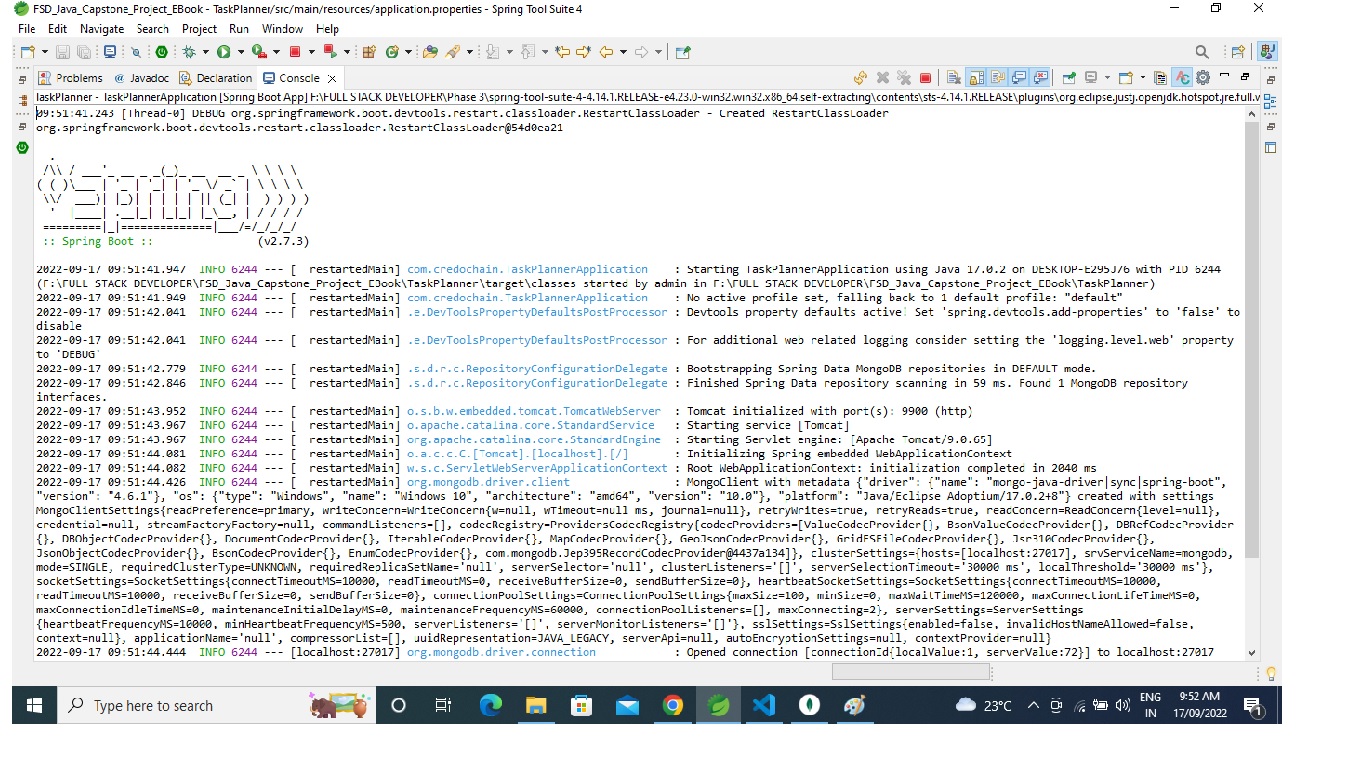 FSD_Java_Capstone_Project_EBook - TaskPlanner/src/main/resources/application.properties - Spring Tool Suite 4
File Edit Navigate Search Project Run Window Help
Problems Javadoc Declaration Console
TaskPlanner - TaskPlannerApplication [Spring Boot App] F:\FULL STACK DEVELOPER\Phase 3\spring-tool-suite-4-4.14.1.RELEASE-e4.23.0-win32.win32.x86_64.self-extracting\contents\sts-4.14.1.RELEASE\plugins\org.eclipse.justj.openjdk.hotspot.jre.full.v
09:51:41.243 [Thread-0] DEBUG org.springframework.boot.devtools.restart.classloader.RestartClassLoader - Created RestartClassLoader
org.springframework.boot.devtools.restart.classloader.RestartClassLoader@54d0ea21
:: Spring Boot :: (v2.7.3)
2022-09-17 09:51:41.947 INFO 6244 --- [ restartedMain] com.credochain.TaskPlannerApplication : Starting TaskPlannerApplication using Java 17.0.2 on DESKTOP-E295J76 with PID 6244
(F:\FULL STACK DEVELOPER\FSD_Java_Capstone_Project_EBook\TaskPlanner\target\classes started by admin in F:\FULL STACK DEVELOPER\FSD_Java_Capstone_Project_EBook\TaskPlanner)
2022-09-17 09:51:41.949 INFO 6244 --- [ restartedMain] com.credochain.TaskPlannerApplication : No active profile set, falling back to 1 default profile: "default"
2022-09-17 09:51:42.041 INFO 6244 --- [ restartedMain] .e.DevToolsPropertyDefaultsPostProcessor : Devtools property defaults active! Set 'spring.devtools.add-properties' to 'false' to
disable
2022-09-17 09:51:42.041 INFO 6244 --- [ restartedMain] .e.DevToolsPropertyDefaultsPostProcessor : For additional web related logging consider setting the 'logging.level.web' property
to 'DEBUG'
2022-09-17 09:51:42.779 INFO 6244 --- [ restartedMain] .s.d.r.c.RepositoryConfigurationDelegate : Bootstrapping Spring Data MongoDB repositories in DEFAULT mode.
2022-09-17 09:51:42.846 INFO 6244 --- [ restartedMain] .s.d.r.c.RepositoryConfigurationDelegate : Finished Spring Data repository scanning in 59 ms. Found 1 MongoDB repository
interfaces.
2022-09-17 09:51:43.952 INFO 6244 --- [ restartedMain] o.s.b.w.embedded.tomcat.TomcatWebServer : Tomcat initialized with port(s): 9900 (http)
2022-09-17 09:51:43.967 INFO 6244 --- [ restartedMain] o.apache.catalina.core.StandardService : Starting service [Tomcat]
2022-09-17 09:51:43.967 INFO 6244 --- [ restartedMain] org.apache.catalina.core.StandardEngine : Starting Servlet engine: [Apache Tomcat/9.0.65]
2022-09-17 09:51:44.081 INFO 6244 --- [ restartedMain] o.a.c.c.C.[Tomcat].[localhost].[/] : Initializing Spring embedded WebApplicationContext
2022-09-17 09:51:44.082 INFO 6244 --- [ restartedMain] w.s.c.ServletWebServerApplicationContext : Root WebApplicationContext: initialization completed in 2040 ms
2022-09-17 09:51:44.426 INFO 6244 --- [ restartedMain] org.mongodb.driver.client : MongoClient with metadata {"driver": {"name": "mongo-java-driver|sync|spring-boot",
"version": "4.6.1"}, "os": {"type": "Windows", "name": "Windows 10", "architecture": "amd64", "version": "10.0"}, "platform": "Java/Eclipse Adoptium/17.0.2+8"} created with settings
MongoClientSettings{readPreference=primary, writeConcern=WriteConcern{w=null, wTimeout=null ms, journal=null}, retryWrites=true, retryReads=true, readConcern=ReadConcern{level=null},
credential=null, streamFactoryFactory=null, commandListeners=[], codecRegistry=ProvidersCodecRegistry{codecProviders=[ValueCodecProvider{}, BsonValueCodecProvider{}, DBRefCodecProvider
{}, DBObjectCodecProvider{}, DocumentCodecProvider{}, IterableCodecProvider{}, MapCodecProvider{}, GeoJsonCodecProvider{}, GridFSFileCodecProvider{}, Jsr310CodecProvider{},
JsonObjectCodecProvider{}, BsonCodecProvider{}, EnumCodecProvider{}, com.mongodb.Jep395RecordCodecProvider@4437a134]}, clusterSettings={hosts=[localhost:27017], srvServiceName=mongodb,
mode=SINGLE, requiredClusterType=UNKNOWN, requiredReplicaSetName='null', serverSelector='null', clusterListeners='[]', serverSelectionTimeout='30000 ms', localThreshold='30000 ms'},
socketSettings=SocketSettings{connectTimeoutMS=10000, readTimeoutMS=0, receiveBufferSize=0, sendBufferSize=0}, heartbeatSocketSettings=SocketSettings{connectTimeoutMS=10000,
readTimeoutMS=10000, receiveBufferSize=0, sendBufferSize=0}, connectionPoolSettings=ConnectionPoolSettings{maxSize=100, minSize=0, maxWaitTimeMS=120000, maxConnectionLifeTimeMS=0,
maxConnectionIdleTimeMS=0, maintenanceInitialDelayMS=0, maintenanceFrequencyMS=60000, connectionPoolListeners=[], maxConnecting=2}, serverSettings=ServerSettings
{heartbeatFrequencyMS=10000, minHeartbeatFrequencyMS=500, serverListeners='[]', serverMonitorListeners='[]'}, sslSettings=SslSettings{enabled=false, invalidHostNameAllowed=false,
context=null}, applicationName='null', compressorList=[], uuidRepresentation=JAVA_LEGACY, serverApi=null, autoEncryptionSettings=null, contextProvider=null}
2022-09-17 09:51:44.444 INFO 6244 --- [localhost:27017] org.mongodb.driver.connection : Opened connection [connectionId{localValue:1, serverValue:72}] to localhost:27017
Type here to search
23°C
ENG
IN
9:52 AM
17/09/2022
1